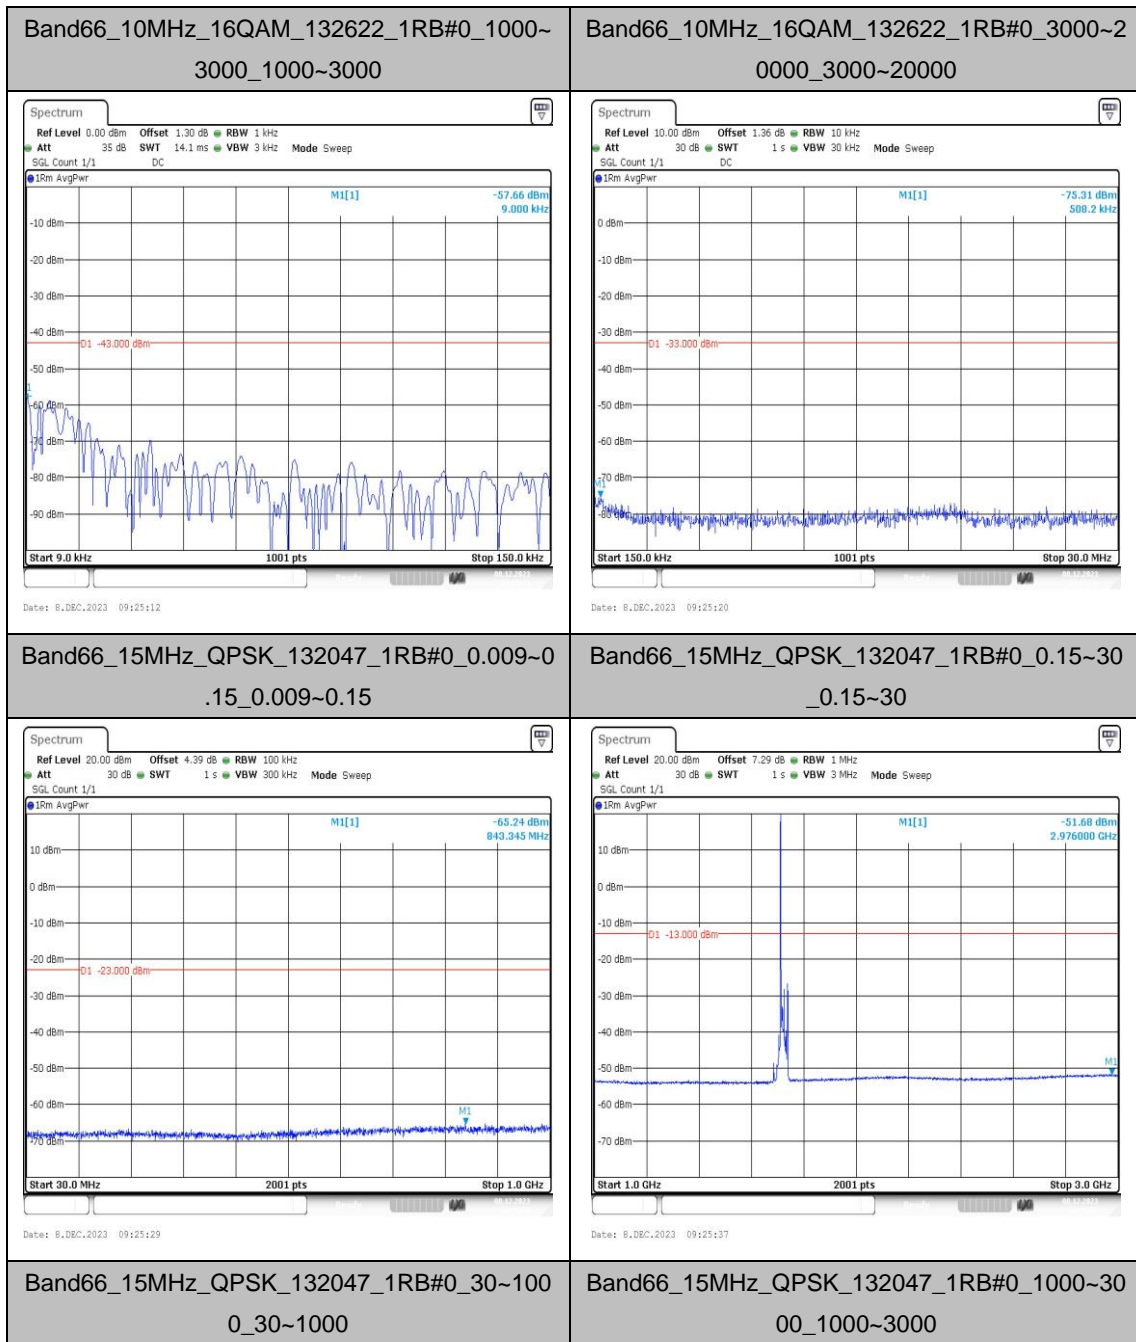 Band66_10MHz_16QAM_132622_1RB#0_1000~
3000_1000~3000
Band66_10MHz_16QAM_132622_1RB#0_3000~2
0000_3000~20000
Spectrum
Ref Level 0.00 dBm Offset 1.30 dB RBW 1 kHz
Att 35 dB SWT 14.1 ms VBW 3 kHz Mode Sweep
SGL Count 1/1 DC
1Rm AvgPwr
M1[1] -57.66 dBm
9.000 kHz
-10 dBm
-20 dBm
-30 dBm
-40 dBm
D1 -43.000 dBm
-50 dBm
-60 dBm
-70 dBm
-80 dBm
-90 dBm
Start 9.0 kHz 1001 pts Stop 150.0 kHz
Date: 8.DEC.2023 09:25:12
Spectrum
Ref Level 10.00 dBm Offset 1.36 dB RBW 10 kHz
Att 30 dB SWT 1 s VBW 30 kHz Mode Sweep
SGL Count 1/1 DC
1Rm AvgPwr
M1[1] -75.31 dBm
508.2 kHz
0 dBm
-10 dBm
-20 dBm
-30 dBm
D1 -33.000 dBm
-40 dBm
-50 dBm
-60 dBm
-70 dBm
M1
-80 dBm
Start 150.0 kHz 1001 pts Stop 30.0 MHz
Date: 8.DEC.2023 09:25:20
Band66_15MHz_QPSK_132047_1RB#0_0.009~0
.15_0.009~0.15
Band66_15MHz_QPSK_132047_1RB#0_0.15~30
_0.15~30
Spectrum
Ref Level 20.00 dBm Offset 4.39 dB RBW 100 kHz
Att 30 dB SWT 1 s VBW 300 kHz Mode Sweep
SGL Count 1/1
1Rm AvgPwr
M1[1] -65.24 dBm
843.345 MHz
10 dBm
0 dBm
-10 dBm
-20 dBm
D1 -23.000 dBm
-30 dBm
-40 dBm
-50 dBm
-60 dBm
M1
-70 dBm
Start 30.0 MHz 2001 pts Stop 1.0 GHz
Date: 8.DEC.2023 09:25:29
Spectrum
Ref Level 20.00 dBm Offset 7.29 dB RBW 1 MHz
Att 30 dB SWT 1 s VBW 3 MHz Mode Sweep
SGL Count 1/1
1Rm AvgPwr
M1[1] -51.68 dBm
2.976000 GHz
10 dBm
0 dBm
-10 dBm
D1 -13.000 dBm
-20 dBm
-30 dBm
-40 dBm
-50 dBm
M1
-60 dBm
-70 dBm
Start 1.0 GHz 2001 pts Stop 3.0 GHz
Date: 8.DEC.2023 09:25:37
Band66_15MHz_QPSK_132047_1RB#0_30~100
0_30~1000
Band66_15MHz_QPSK_132047_1RB#0_1000~30
00_1000~3000